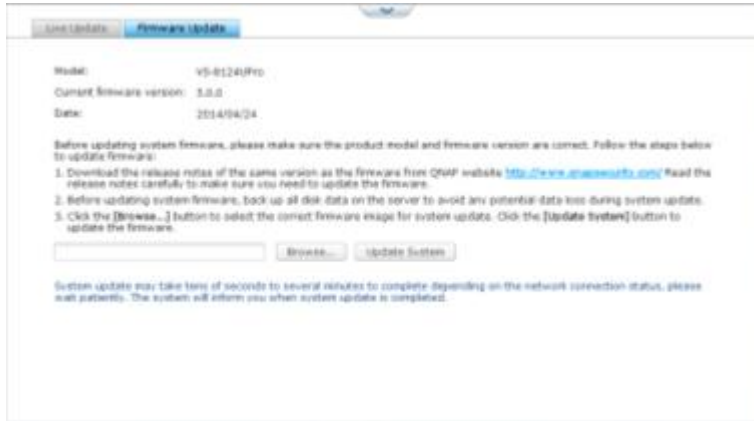 Live Update Firmware Update
Model: VS-8124UPro
Current firmware version: 5.0.0
Date: 2014/04/24
Before updating system firmware, please make sure the product model and firmware version are correct. Follow the steps below
to update firmware:
1. Download the release notes of the same version as the firmware from QNAP website http://www.qnapsecurity.com/ Read the
release notes carefully to make sure you need to update the firmware.
2. Before updating system firmware, back up all disk data on the server to avoid any potential data loss during system update.
3. Click the [Browse...] button to select the correct firmware image for system update. Click the [Update System] button to
update the firmware.
Browse... Update System
System update may take tens of seconds to several minutes to complete depending on the network connection status, please
wait patiently. The system will inform you when system update is completed.